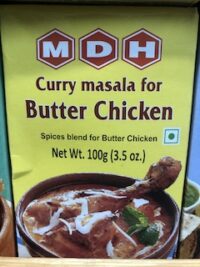 MDH
Curry masala for
Butter Chicken
Spices blend for Butter Chicken
Net Wt. 100g (3.5 oz.)